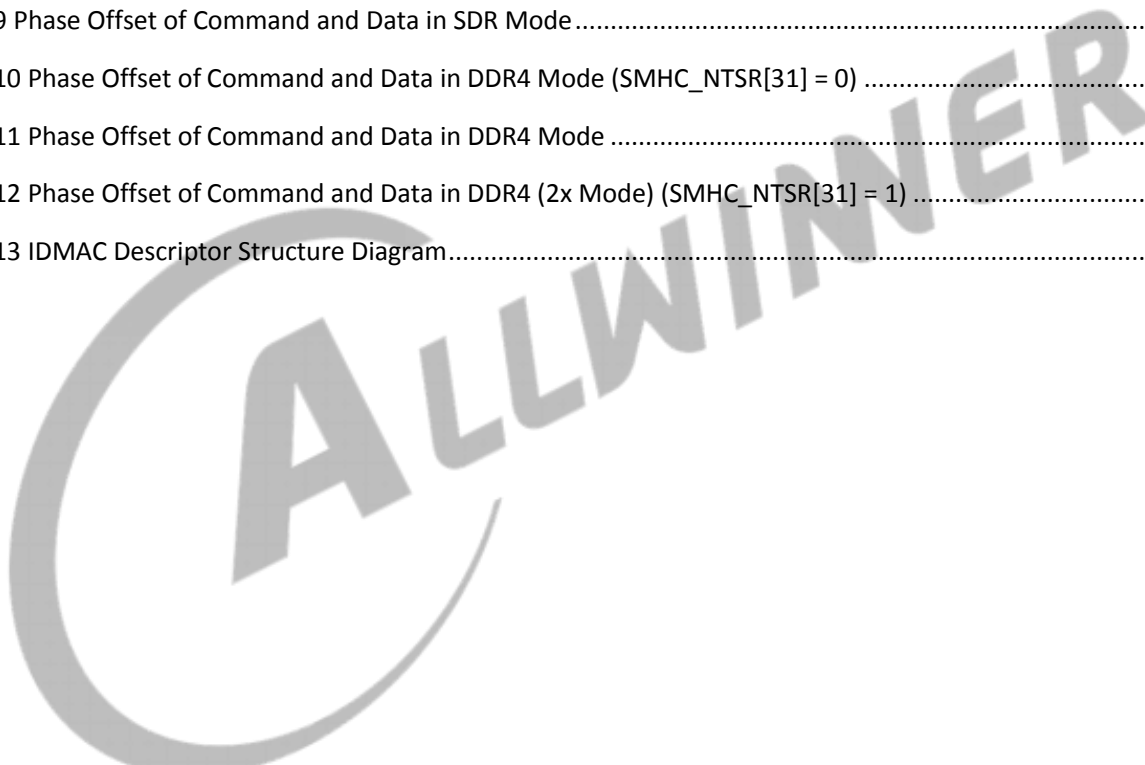 9 Phase Offset of Command and Data in SDR Mode
10 Phase Offset of Command and Data in DDR4 Mode (SMHC_NTSR[31] = 0)
11 Phase Offset of Command and Data in DDR4 Mode
12 Phase Offset of Command and Data in DDR4 (2x Mode) (SMHC_NTSR[31] = 1)
13 IDMAC Descriptor Structure Diagram
ALLWINNER